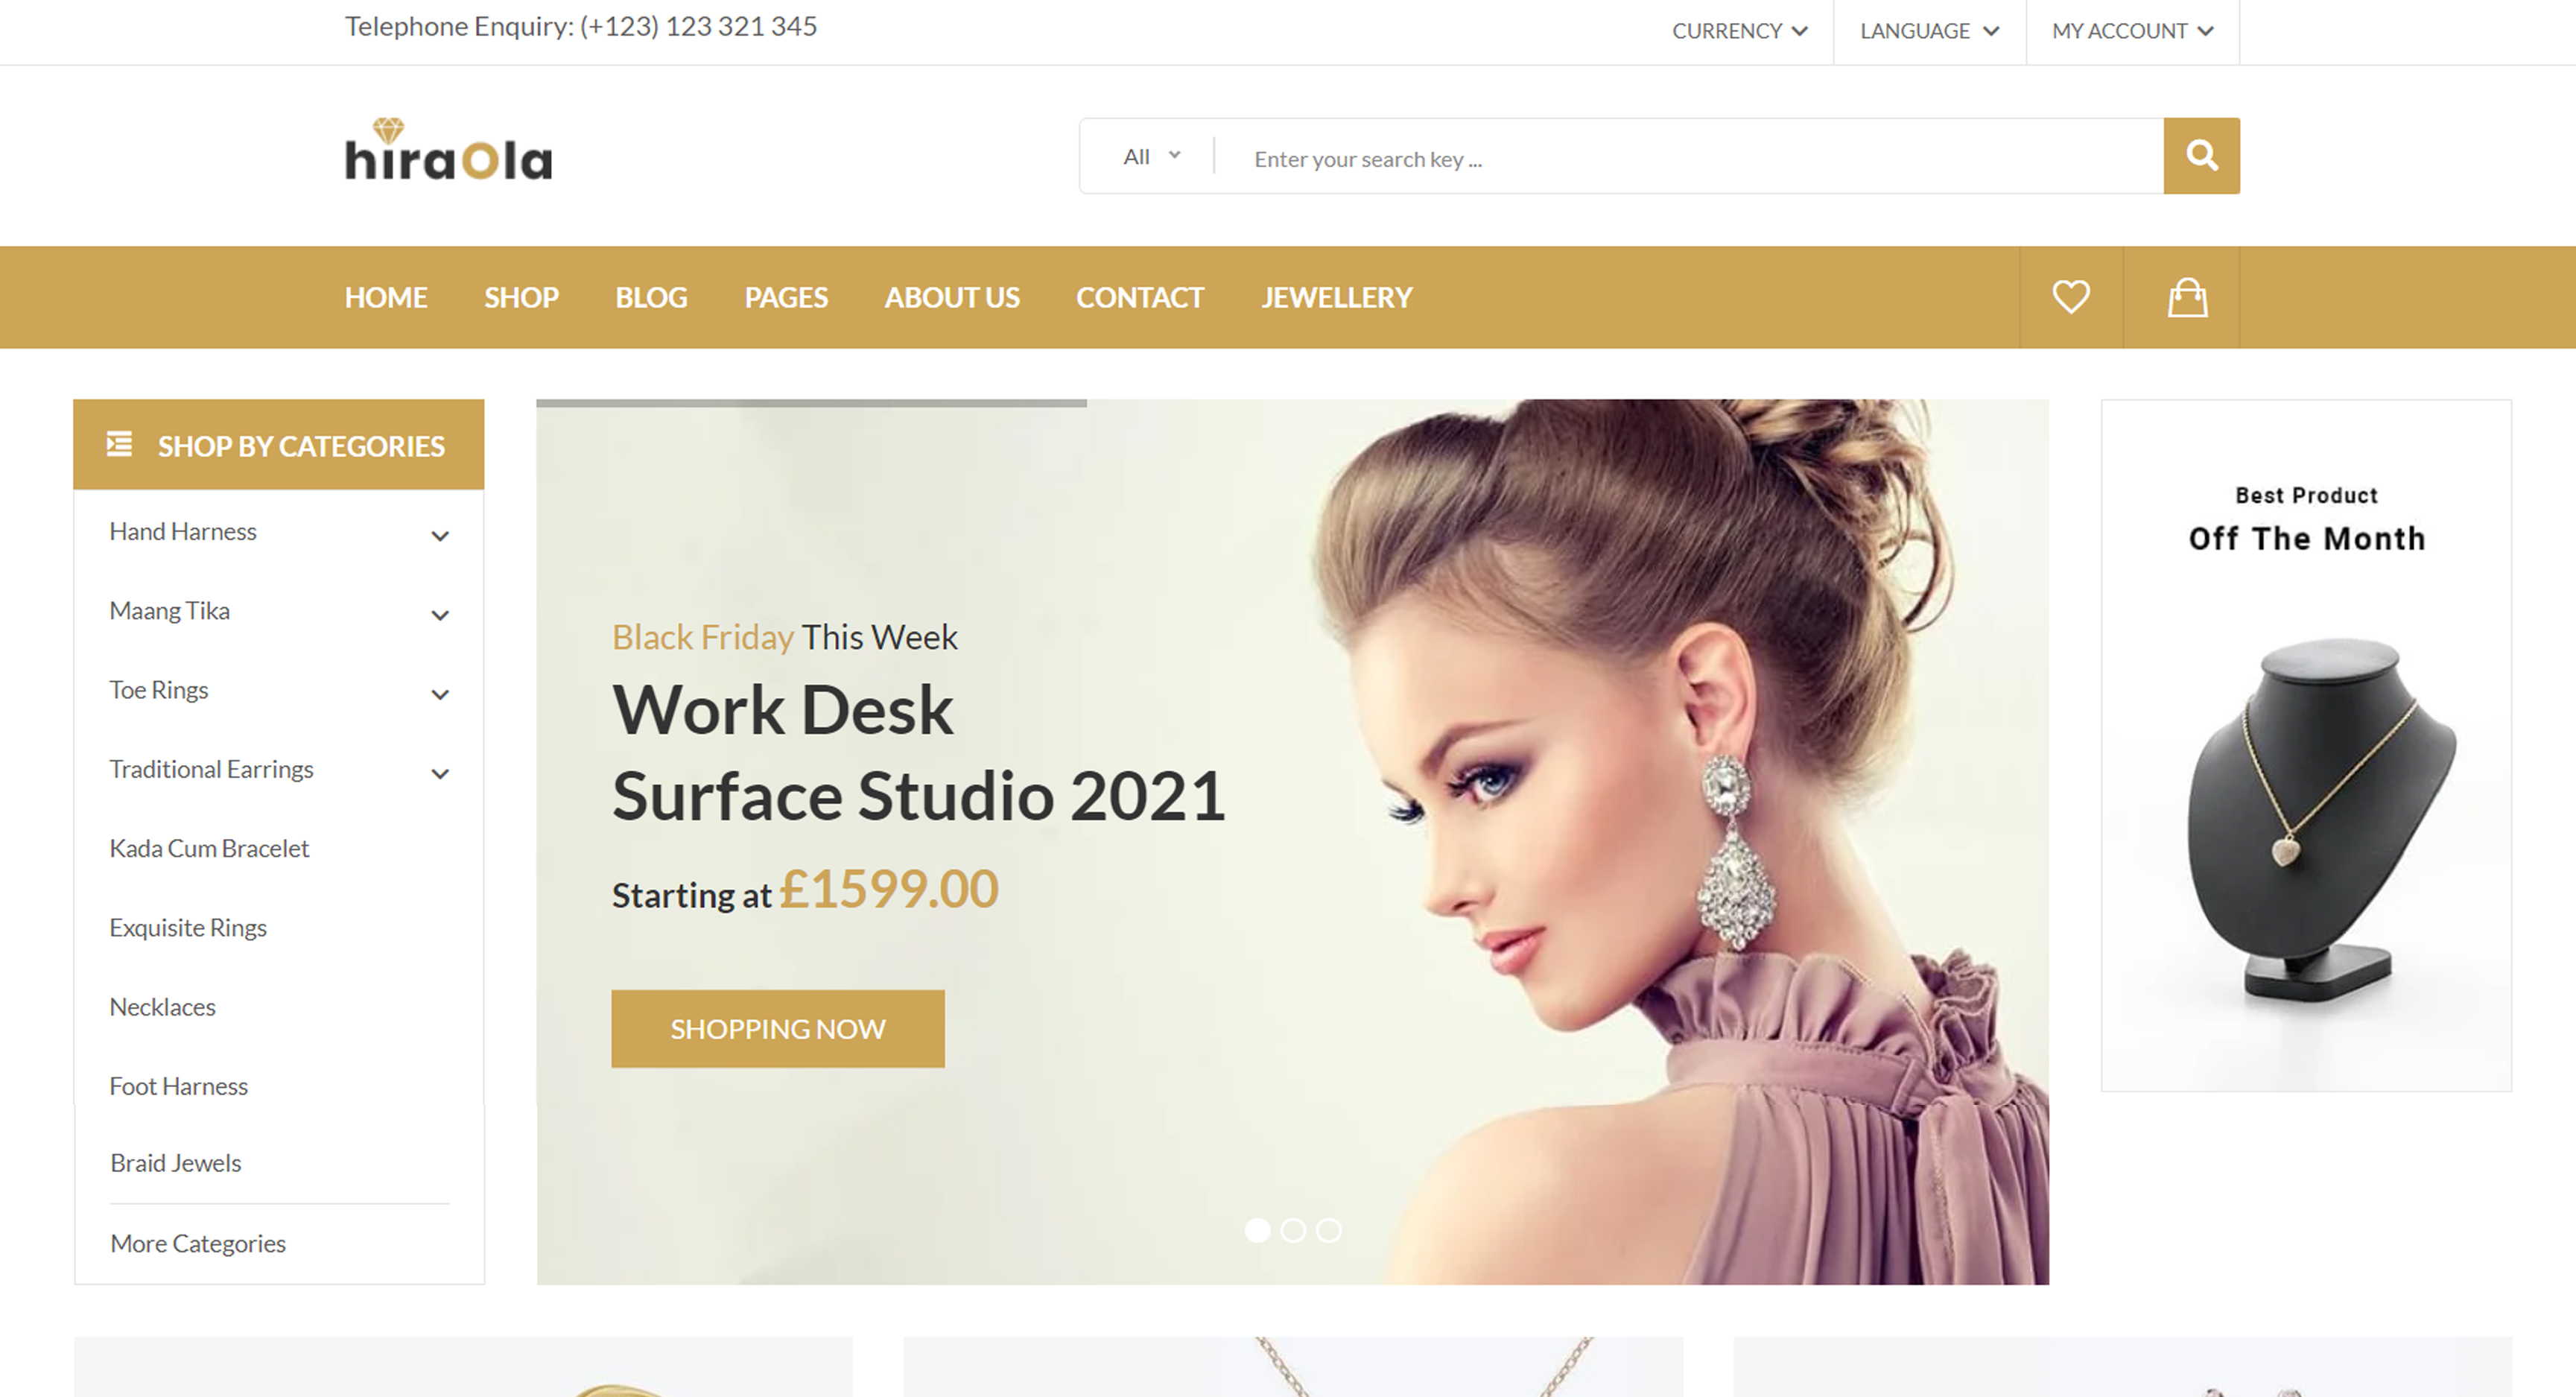 Telephone Enquiry: (+123) 123 321 345
CURRENCY
LANGUAGE
MY ACCOUNT
hiraOla
All
Enter your search key ...
HOME
SHOP
BLOG
PAGES
ABOUT US
CONTACT
JEWELLERY
SHOP BY CATEGORIES
Hand Harness
Maang Tika
Toe Rings
Traditional Earrings
Kada Cum Bracelet
Exquisite Rings
Necklaces
Foot Harness
Braid Jewels
More Categories
Black Friday This Week
Work Desk
Surface Studio 2021
Starting at £1599.00
SHOPPING NOW
Best Product
Off The Month